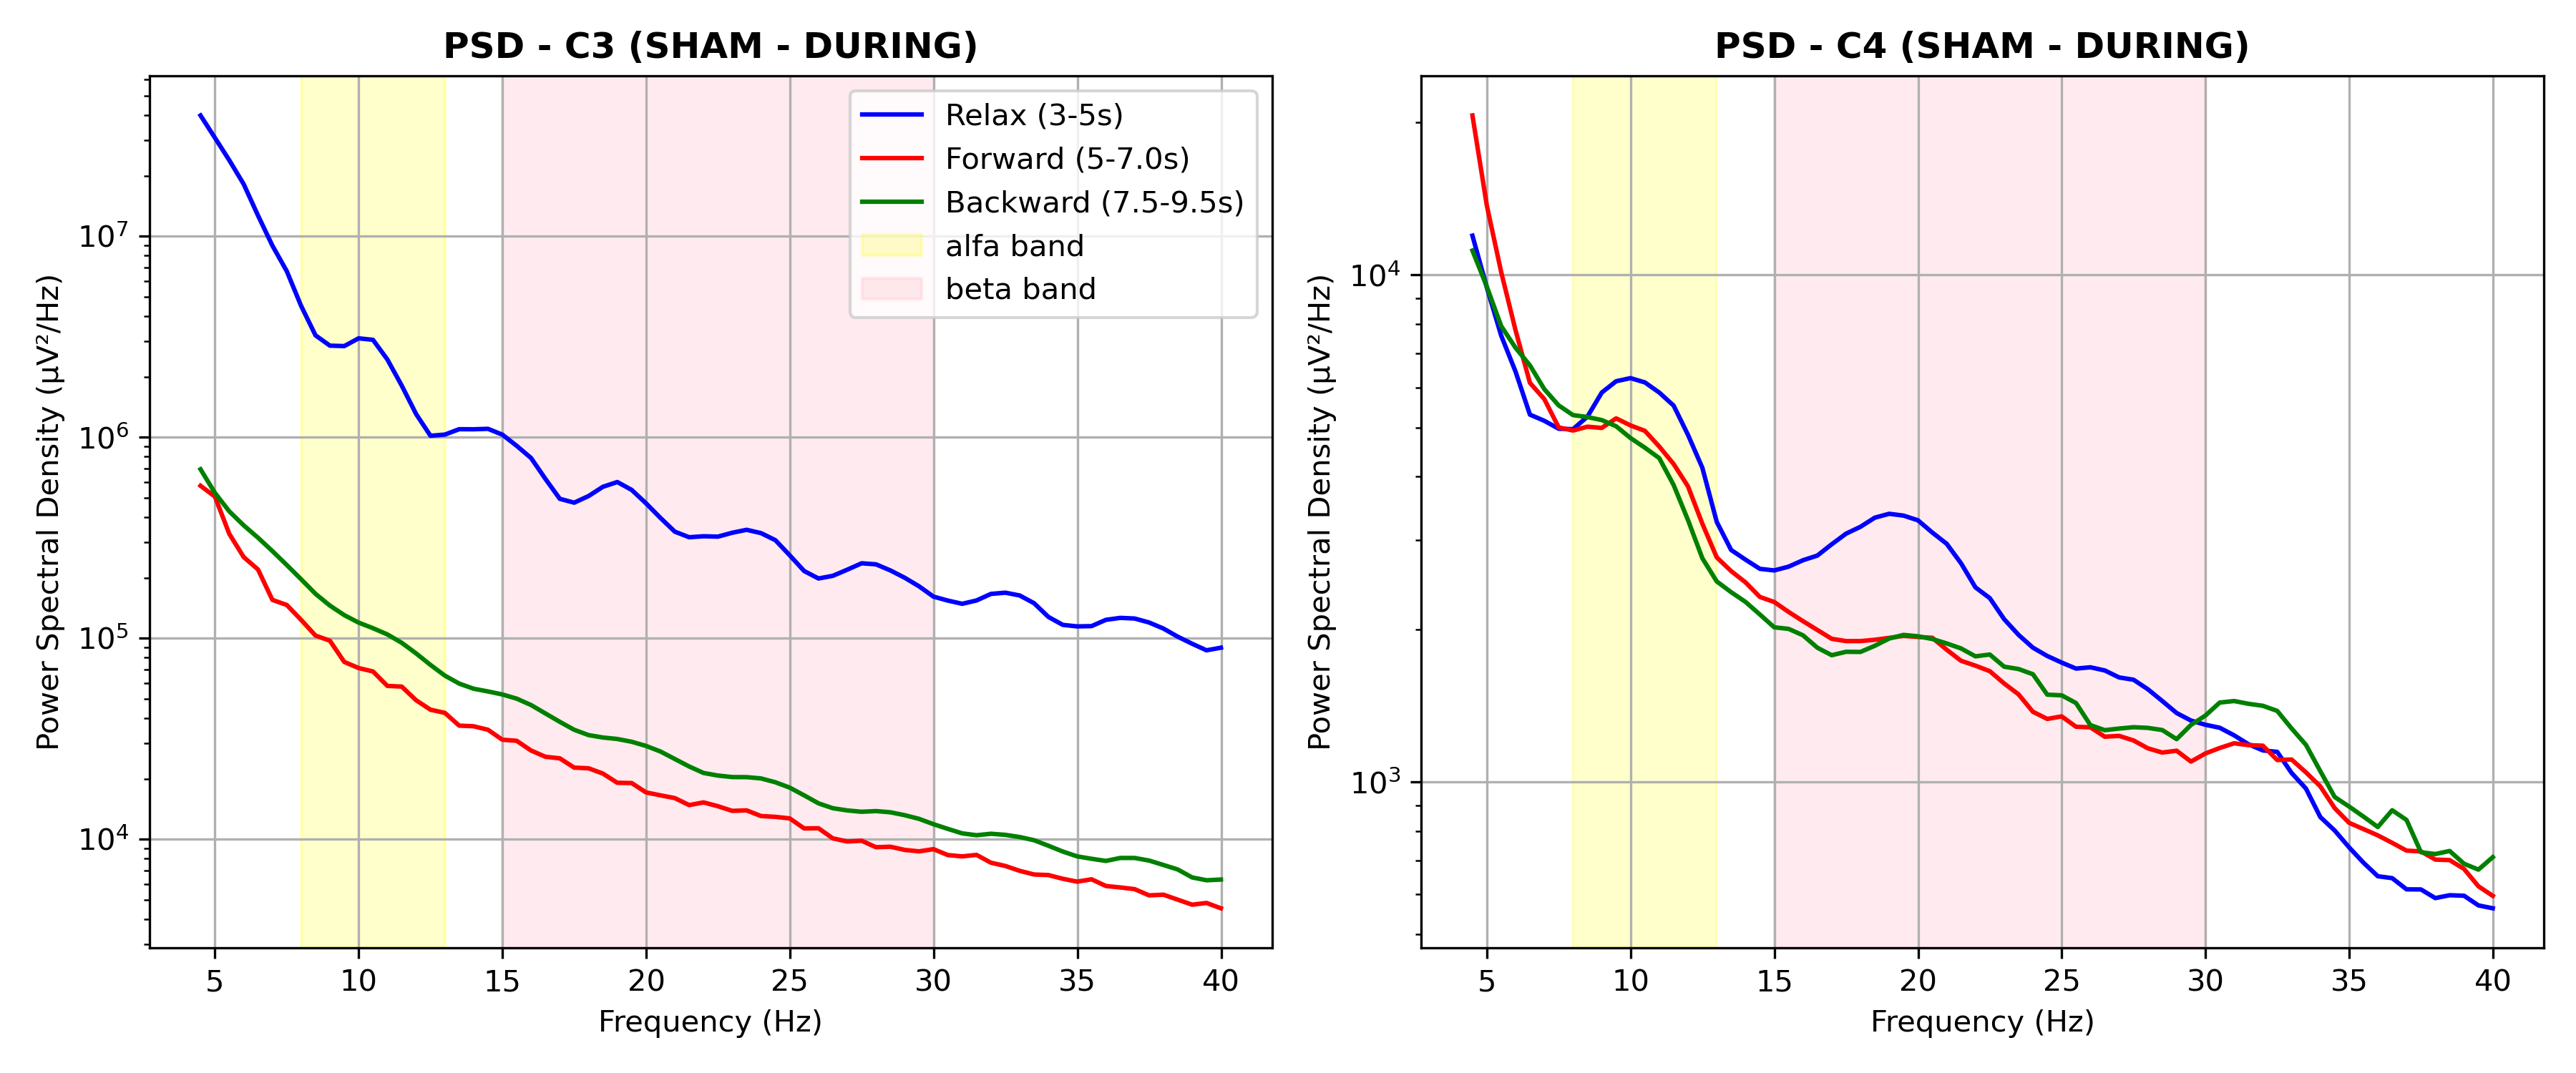 PSD - C3 (SHAM - DURING)
Power Spectral Density (µV²/Hz)
10⁷
10⁶
10⁵
10⁴
5 10 15 20 25 30 35 40
Frequency (Hz)
Relax (3-5s)
Forward (5-7.0s)
Backward (7.5-9.5s)
alfa band
beta band
PSD - C4 (SHAM - DURING)
Power Spectral Density (µV²/Hz)
10⁴
10³
5 10 15 20 25 30 35 40
Frequency (Hz)